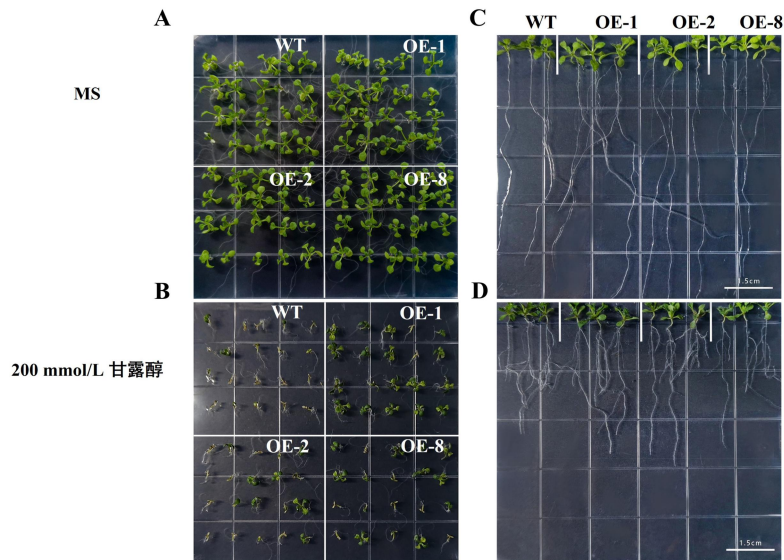 A
WT
OE-1
MS
OE-2
OE-8
B
WT
OE-1
200 mmol/L 甘露醇
OE-2
OE-8
C
WT
OE-1
OE-2
OE-8
1.5cm
D
1.5cm